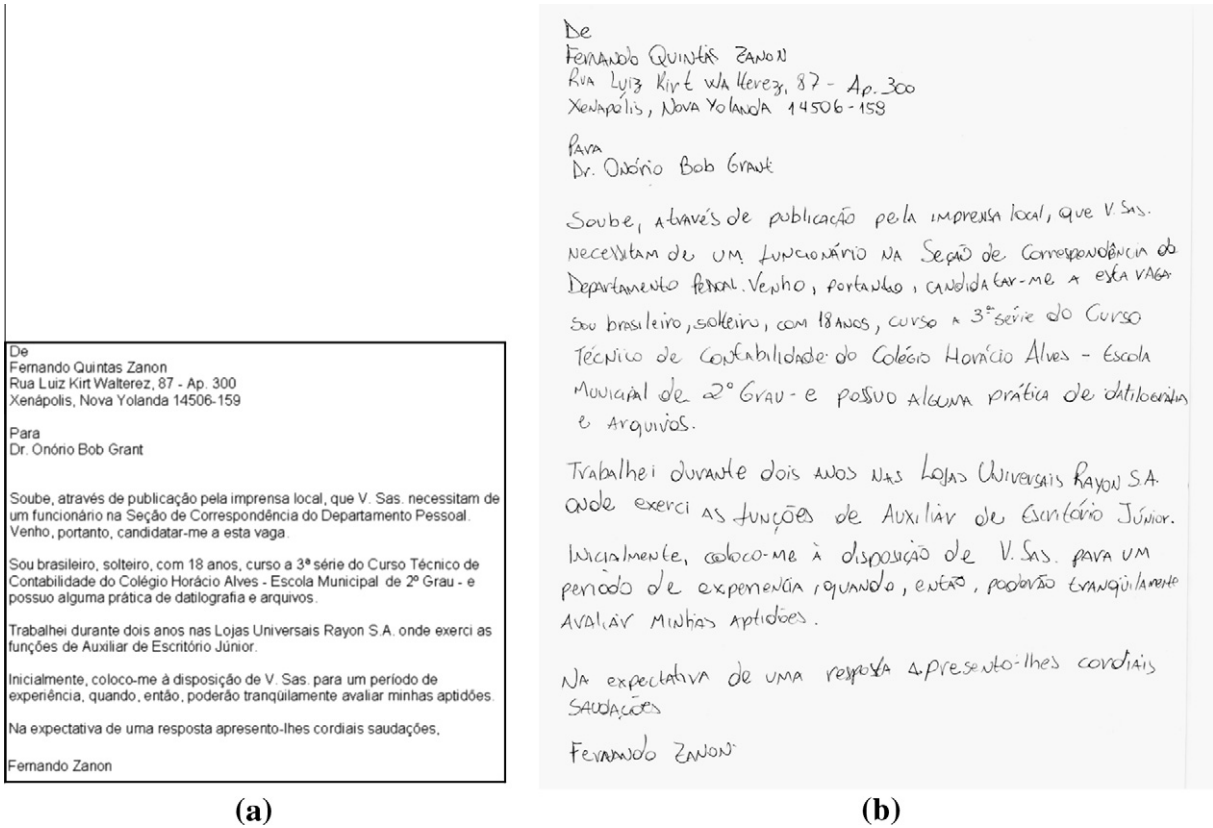 De
Fernando Quintas Zanon
Rua Luiz Kirt Walterez, 87 - Ap. 300
Xenápolis, Nova Yolanda 14506-159
Para
Dr. Onório Bob Grant
Soube, através de publicação pela imprensa local, que V. Sas. necessitam de
um funcionário na Seção de Correspondência do Departamento Pessoal.
Venho, portanto, candidatar-me a esta vaga.
Sou brasileiro, solteiro, com 18 anos, curso a 3ª série do Curso Técnico de
Contabilidade do Colégio Horácio Alves - Escola Municipal de 2º Grau - e
possuo alguma prática de datilografia e arquivos.
Trabalhei durante dois anos nas Lojas Universais Rayon S.A. onde exerci as
funções de Auxiliar de Escritório Júnior.
Inicialmente, coloco-me à disposição de V. Sas. para um período de
experiência, quando, então, poderão tranqüilamente avaliar minhas aptidões.
Na expectativa de uma resposta apresento-lhes cordiais saudações,
Fernando Zanon
(a)
De
Fernando Quintas Zanon
Rua Luiz Kirt Walterez, 87 - Ap. 300
Xenápolis, Nova Yolanda 14506-159
Para
Dr. Onório Bob Grant
Soube, através de publicação pela imprensa local, que V. Sas.
necessitam de um funcionário na Seção de Correspondência do
Departamento Pessoal. Venho, portanto, candidatar-me a esta vaga.
Sou brasileiro, solteiro, com 18 anos, curso a 3ª série do Curso
Técnico de Contabilidade do Colégio Horácio Alves - Escola
Municipal de 2º Grau - e possuo alguma prática de datilografia
e arquivos.
Trabalhei durante dois anos nas Lojas Universais Rayon S.A.
onde exerci as funções de Auxiliar de Escritório Júnior.
Inicialmente, coloco-me à disposição de V. Sas. para um
período de experiencia, quando, então, poderão tranqüilamente
avaliar minhas aptidões.
Na expectativa de uma resposta apresento-lhes cordiais
saudações
Fernando Zanon
(b)